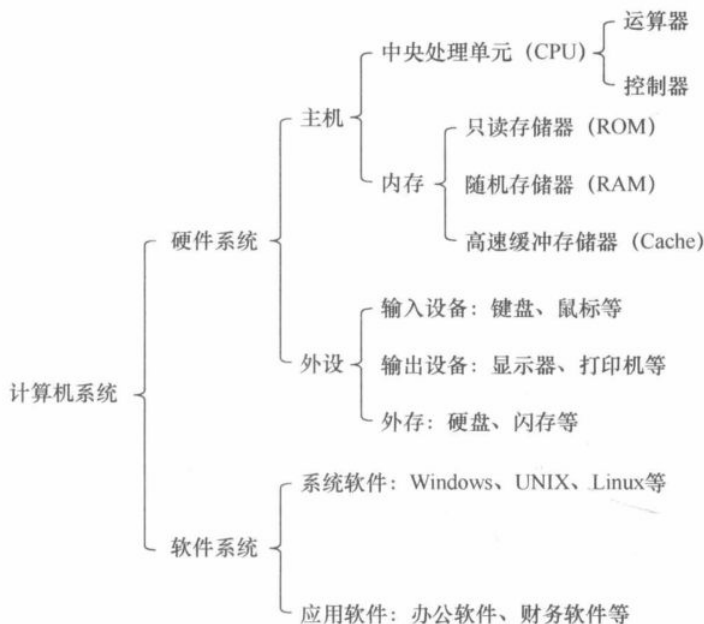 运算器
中央处理单元（CPU）
控制器
主机
只读存储器（ROM）
内存
随机存储器（RAM）
高速缓冲存储器（Cache）
硬件系统
输入设备：键盘、鼠标等
外设
输出设备：显示器、打印机等
外存：硬盘、闪存等
计算机系统
系统软件：Windows、UNIX、Linux等
软件系统
应用软件：办公软件、财务软件等